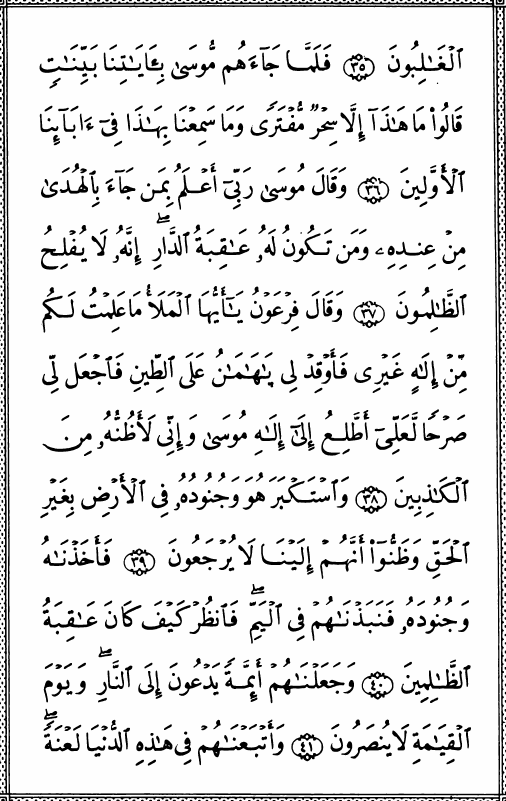 ٱلۡغَٰلِبُونَ ٣٥ فَلَمَّا جَآءَهُم مُّوسَىٰ بِـَٔايَٰتِنَا بَيِّنَٰتٖ
قَالُواْ مَا هَٰذَآ إِلَّا سِحۡرٞ مُّفۡتَرٗى وَمَا سَمِعۡنَا بِهَٰذَا فِيٓ ءَابَآئِنَا
ٱلۡأَوَّلِينَ ٣٦ وَقَالَ مُوسَىٰ رَبِّيٓ أَعۡلَمُ بِمَن جَآءَ بِٱلۡهُدَىٰ
مِنۡ عِندِهِۦ وَمَن تَكُونُ لَهُۥ عَٰقِبَةُ ٱلدَّارِۖ إِنَّهُۥ لَا يُفۡلِحُ
ٱلظَّٰلِمُونَ ٣٧ وَقَالَ فِرۡعَوۡنُ يَٰٓأَيُّهَا ٱلۡمَلَأُ مَا عَلِمۡتُ لَكُم
مِّنۡ إِلَٰهٍ غَيۡرِي فَأَوۡقِدۡ لِي يَٰهَٰمَٰنُ عَلَى ٱلطِّينِ فَٱجۡعَل لِّي
صَرۡحٗا لَّعَلِّيٓ أَطَّلِعُ إِلَىٰٓ إِلَٰهِ مُوسَىٰ وَإِنِّي لَأَظُنُّهُۥ مِنَ
ٱلۡكَٰذِبِينَ ٣٨ وَٱسۡتَكۡبَرَ هُوَ وَجُنُودُهُۥ فِي ٱلۡأَرۡضِ بِغَيۡرِ
ٱلۡحَقِّ وَظَنُّوٓاْ أَنَّهُمۡ إِلَيۡنَا لَا يُرۡجَعُونَ ٣٩ فَأَخَذۡنَٰهُ
وَجُنُودَهُۥ فَنَبَذۡنَٰهُمۡ فِي ٱلۡيَمِّۖ فَٱنظُرۡ كَيۡفَ كَانَ عَٰقِبَةُ
ٱلظَّٰلِمِينَ ٤٠ وَجَعَلۡنَٰهُمۡ أَئِمَّةٗ يَدۡعُونَ إِلَى ٱلنَّارِۖ وَيَوۡمَ
ٱلۡقِيَٰمَةِ لَا يُنصَرُونَ ٤١ وَأَتۡبَعۡنَٰهُمۡ فِي هَٰذِهِ ٱلدُّنۡيَا لَعۡنَةٗۖ